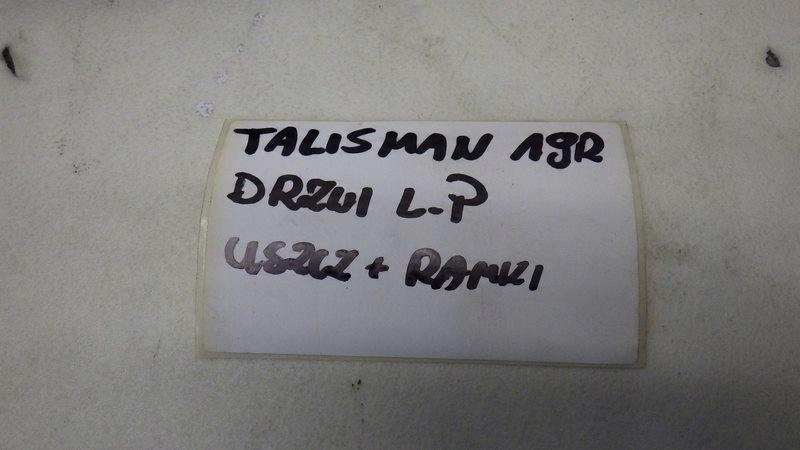 TALISMAN 19R
DRZWI L-P
USZCZ + RAMKI